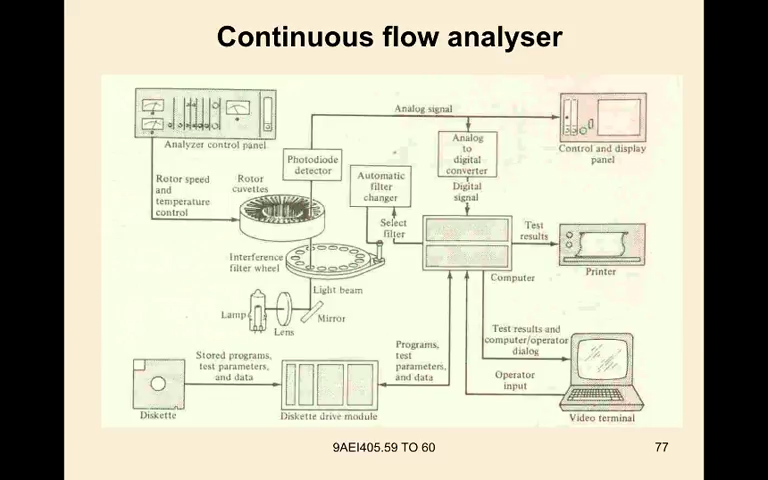 Continuous flow analyser
Analog signal
Analyzer control panel
Analog
to
digital
converter
Control and display
panel
Photodiode
detector
Automatic
filter
changer
Rotor speed
and
temperature
control
Rotor
cuvettes
Digital
signal
Select
filter
Test
results
Interference
filter wheel
Printer
Computer
Light beam
Lamp
Lens
Mirror
Test results and
computer/operator
dialog
Programs,
test
parameters,
and data
Stored programs,
test parameters,
and data
Operator
input
Diskette
Diskette drive module
Video terminal
9AEI405.59 TO 60
77